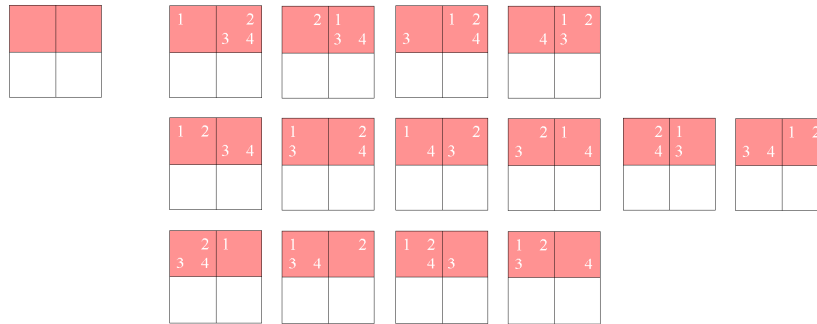 1 2 2 1 1 2 1 2
3 4 3 4 3 4 4 3
1 2 1 2 1 2 2 1 2 1 1 2
3 4 3 4 4 3 3 4 4 3 3 4
2 1 1 2 1 2 1 2
3 4 3 4 4 3 3 4